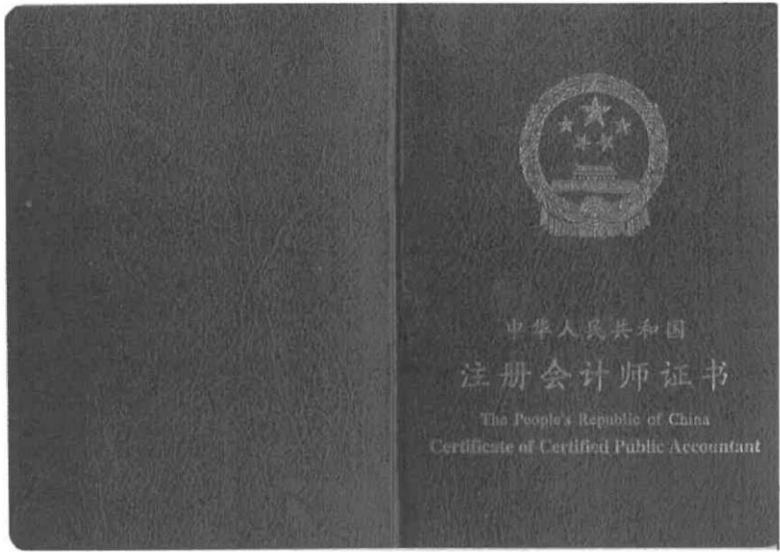 中华人民共和国
注册会计师证书
The People's Republic of China
Certificate of Certified Public Accountant